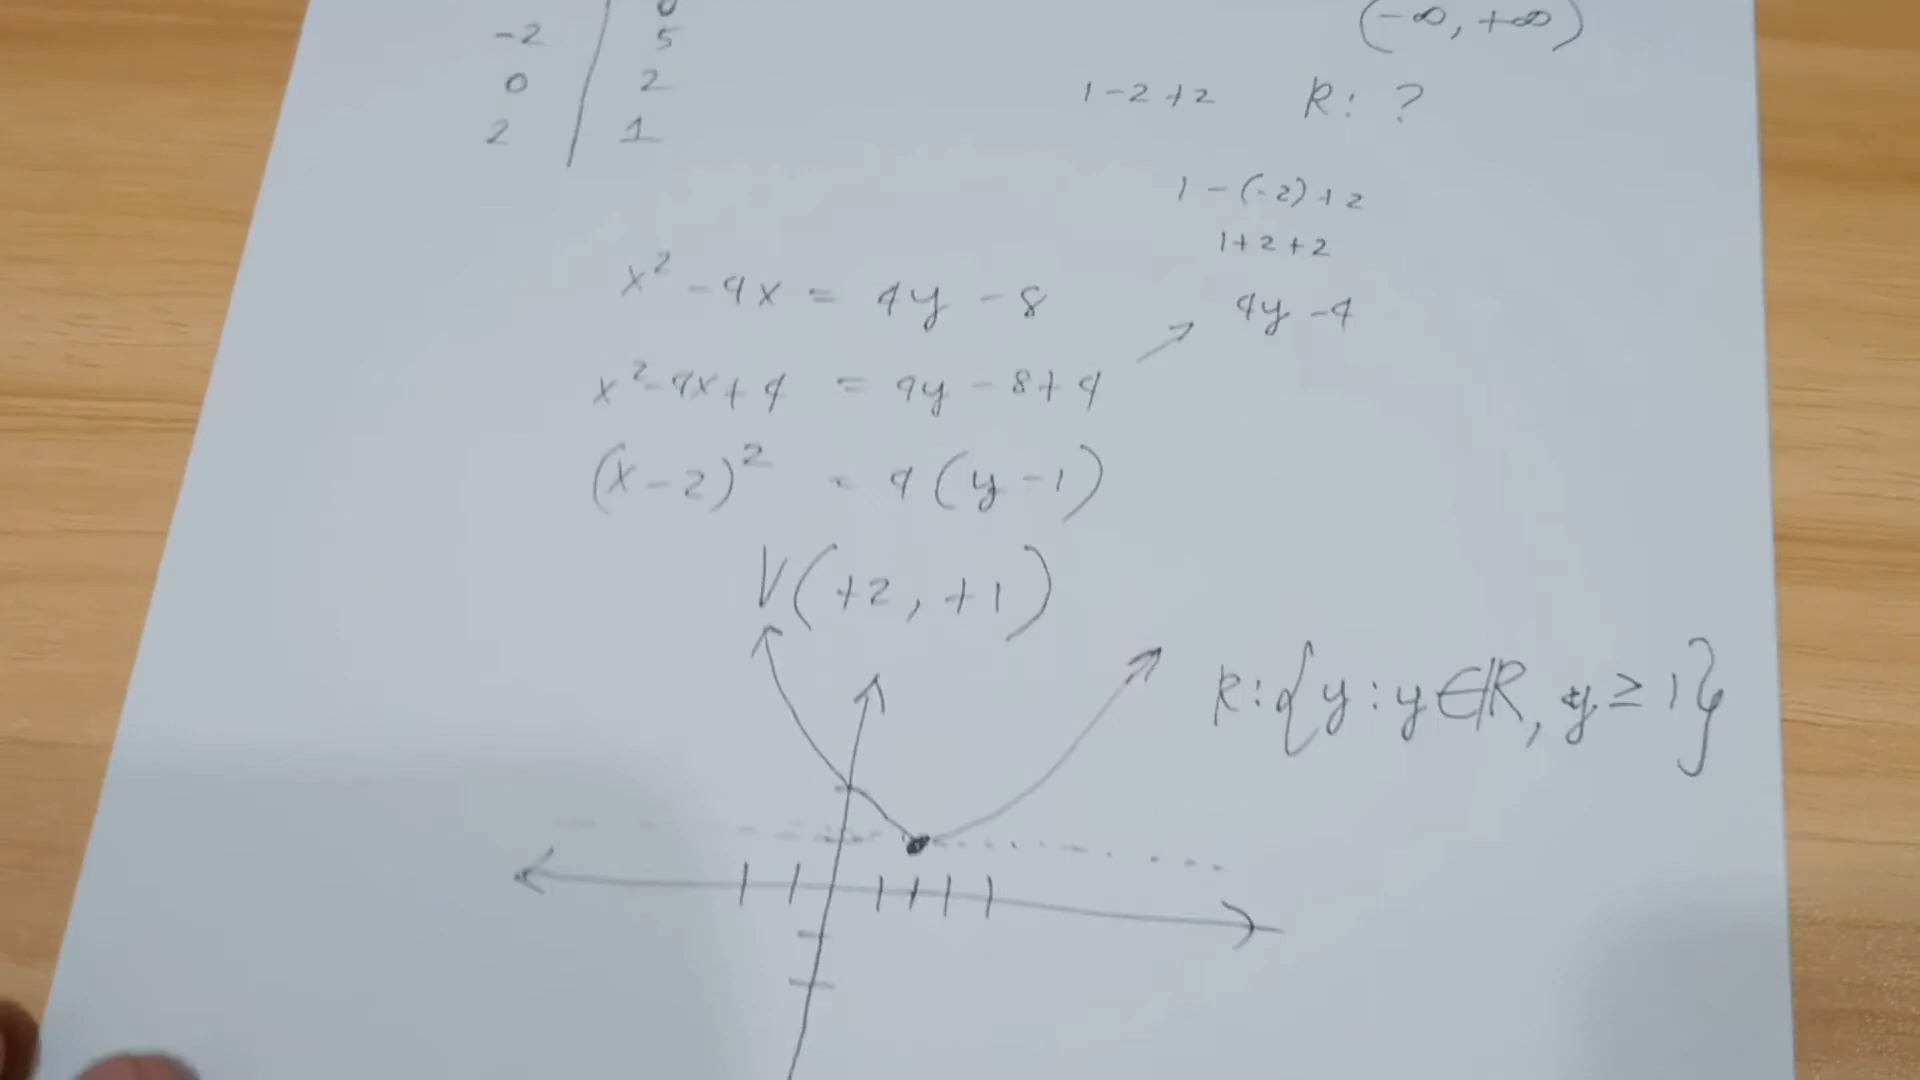 (-∞, +∞)
-2 | 5
0 | 2
2 | 1
1-2+2
R: ?
1-(-2)+2
1+2+2
x² - 4x = 4y - 8
4y - 4
x² - 4x + 4 = 4y - 8 + 4
(x-2)² = 4(y-1)
V(+2, +1)
R:{y:y∈ℝ, y≥1}